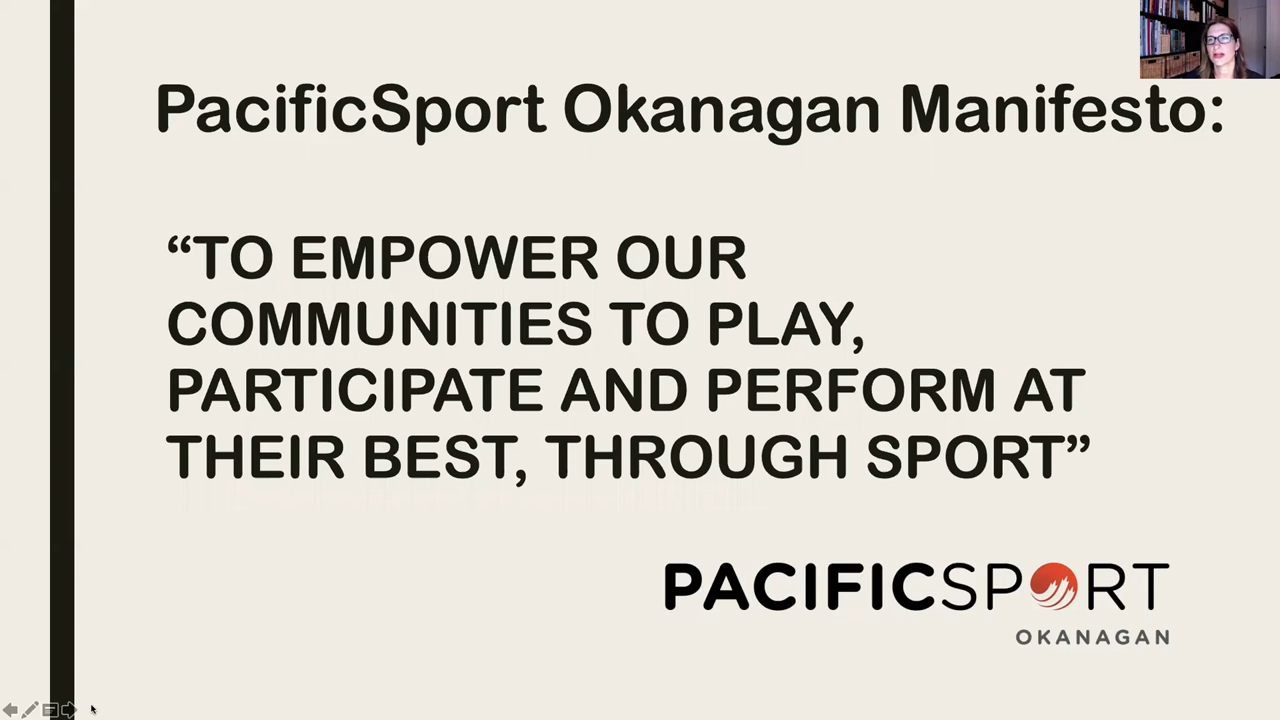 PacificSport Okanagan Manifesto:
“TO EMPOWER OUR
COMMUNITIES TO PLAY,
PARTICIPATE AND PERFORM AT
THEIR BEST, THROUGH SPORT”
PACIFICSPORT
OKANAGAN